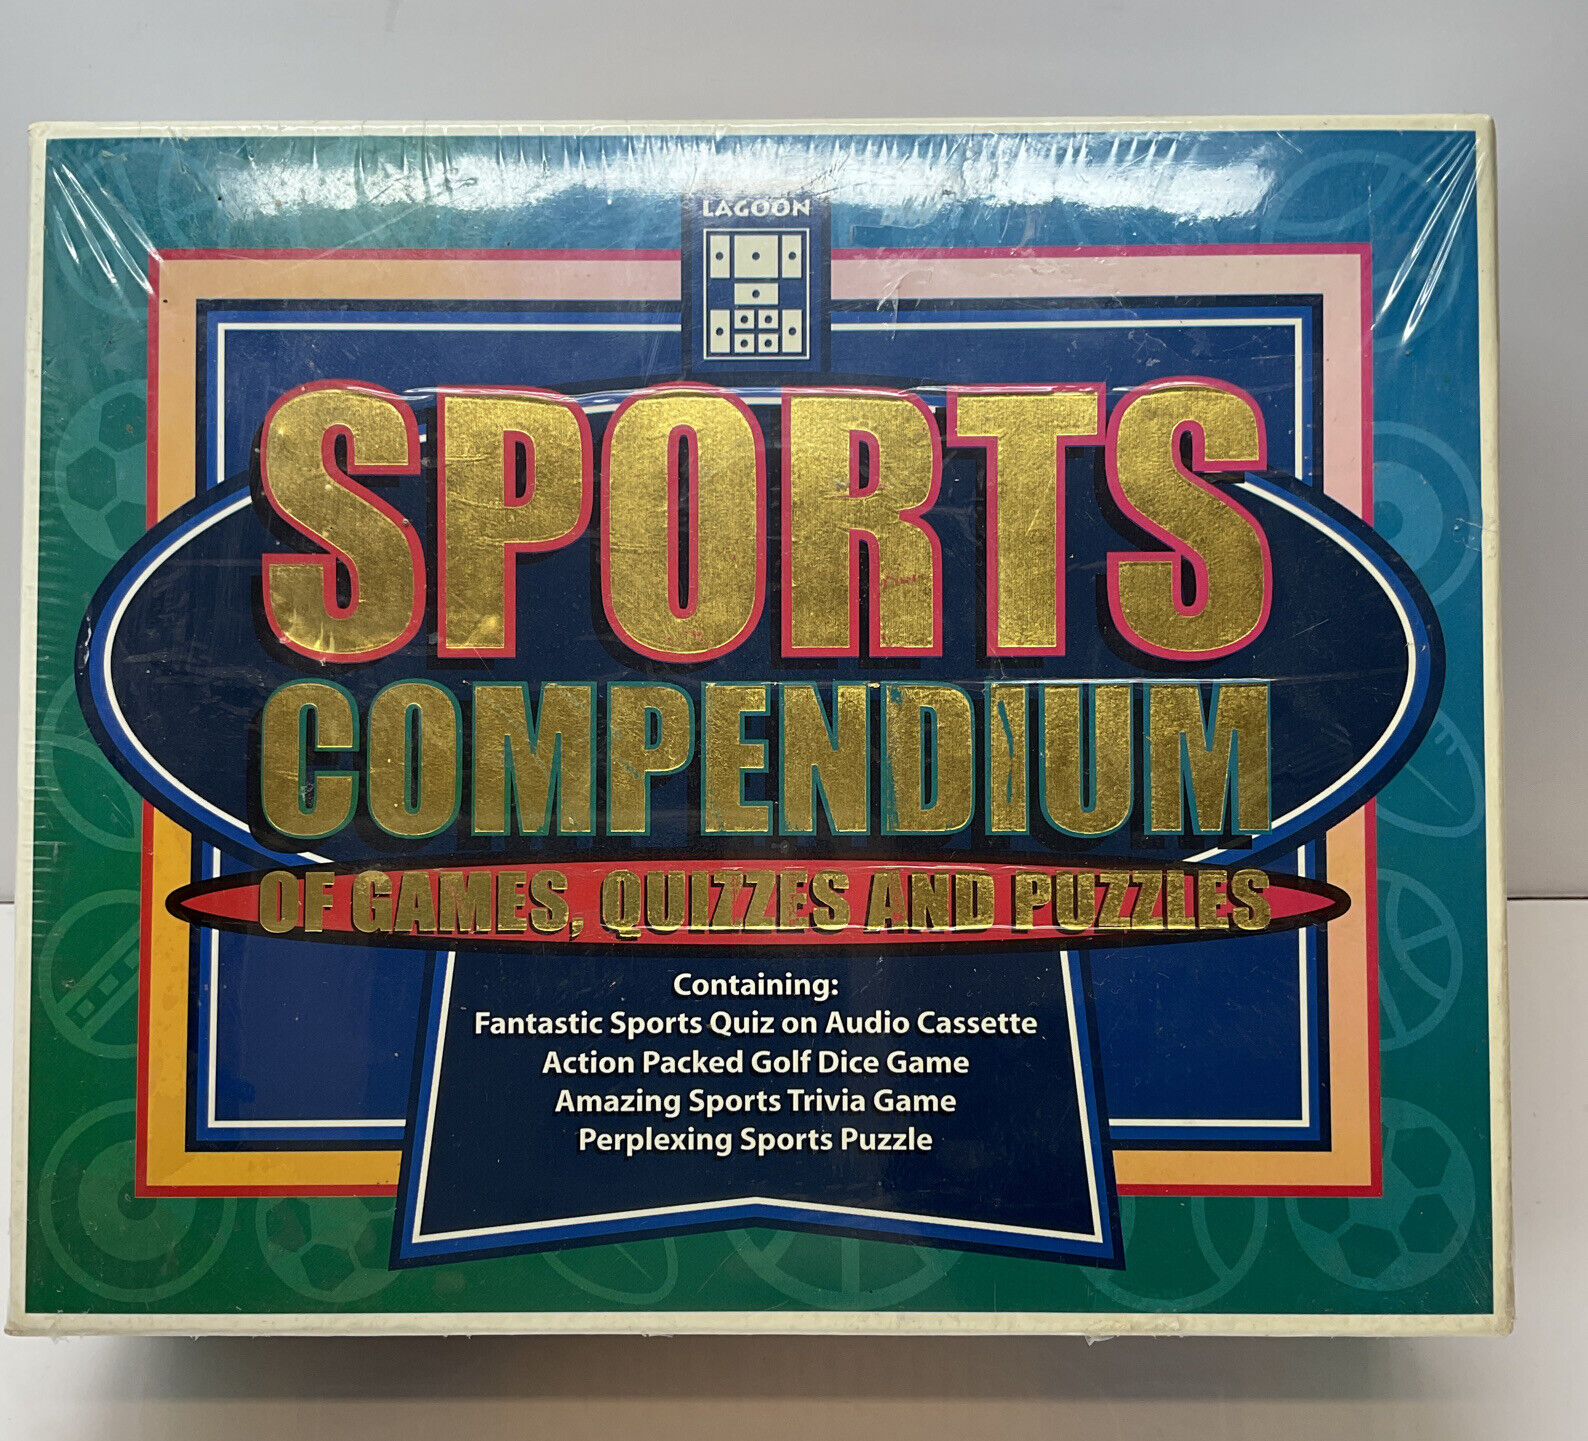 LAGOON
SPORTS
COMPENDIUM
OF GAMES, QUIZZES AND PUZZLES
Containing:
Fantastic Sports Quiz on Audio Cassette
Action Packed Golf Dice Game
Amazing Sports Trivia Game
Perplexing Sports Puzzle